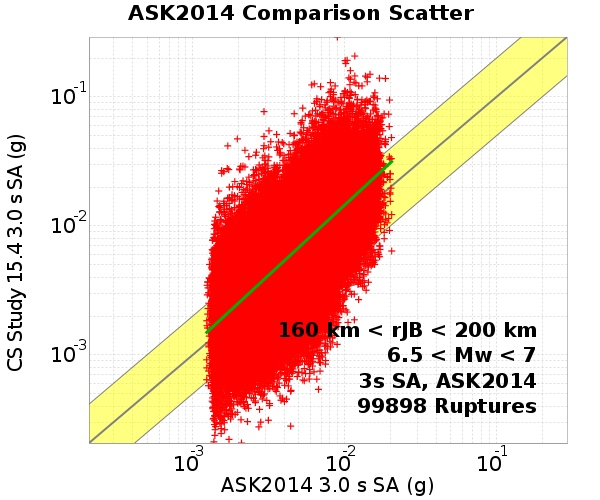 ASK2014 Comparison Scatter
CS Study 15.4 3.0 s SA (g)
10-1
10-2
10-3
160 km < rJB < 200 km
6.5 < Mw < 7
3s SA, ASK2014
99898 Ruptures
10-3 10-2 10-1
ASK2014 3.0 s SA (g)